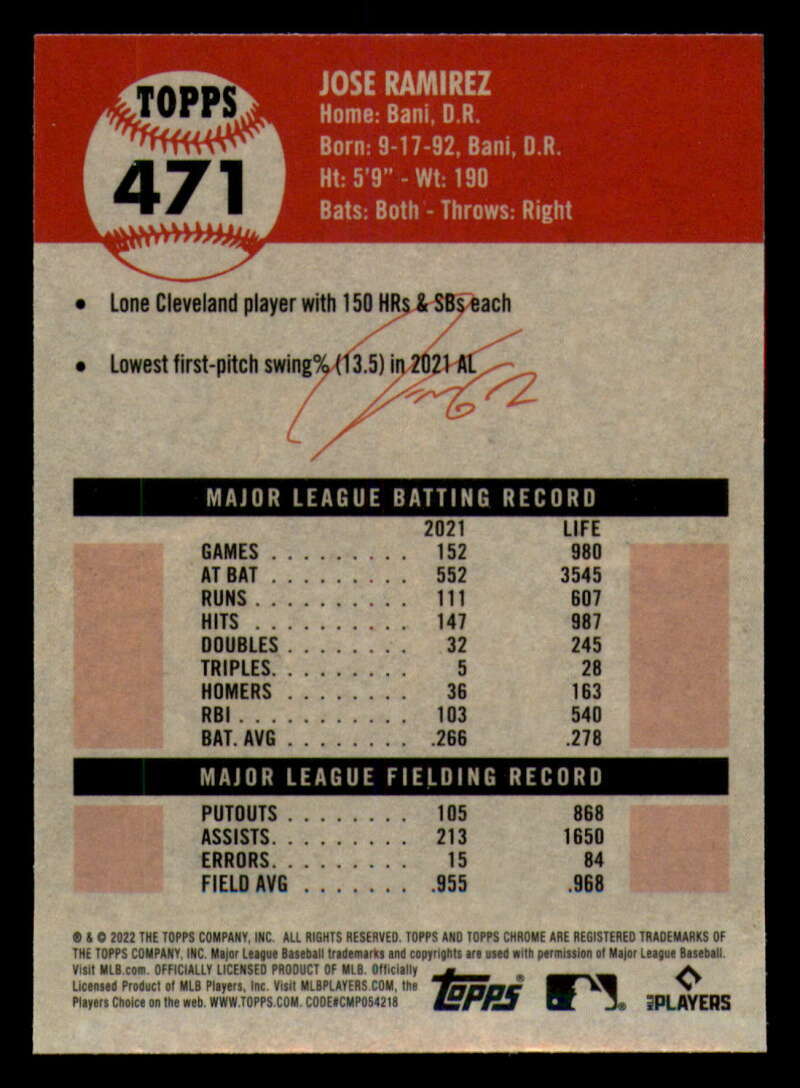 TOPPS
471
JOSE RAMIREZ
Home: Bani, D.R.
Born: 9-17-92, Bani, D.R.
Ht: 5'9" - Wt: 190
Bats: Both - Throws: Right
• Lone Cleveland player with 150 HRs & SBs each
• Lowest first-pitch swing% (13.5) in 2021 AL
MAJOR LEAGUE BATTING RECORD
2021 LIFE
GAMES . . . . . . . . . 152 980
AT BAT . . . . . . . . . 552 3545
RUNS . . . . . . . . . . 111 607
HITS . . . . . . . . . . 147 987
DOUBLES . . . . . . . . 32 245
TRIPLES. . . . . . . . . 5 28
HOMERS . . . . . . . . 36 163
RBI . . . . . . . . . . . 103 540
BAT. AVG . . . . . . . . .266 .278
MAJOR LEAGUE FIELDING RECORD
PUTOUTS . . . . . . . . 105 868
ASSISTS. . . . . . . . . 213 1650
ERRORS. . . . . . . . . 15 84
FIELD AVG . . . . . . . .955 .968
® & © 2022 THE TOPPS COMPANY, INC. ALL RIGHTS RESERVED. TOPPS AND TOPPS CHROME ARE REGISTERED TRADEMARKS OF
THE TOPPS COMPANY, INC. Major League Baseball trademarks and copyrights are used with permission of Major League Baseball.
Visit MLB.com. OFFICIALLY LICENSED PRODUCT OF MLB. Officially
Licensed Product of MLB Players, Inc. Visit MLBPLAYERS.COM, the
Players Choice on the web. WWW.TOPPS.COM. CODE#CMP054218
TOPPS®
MLB PLAYERS